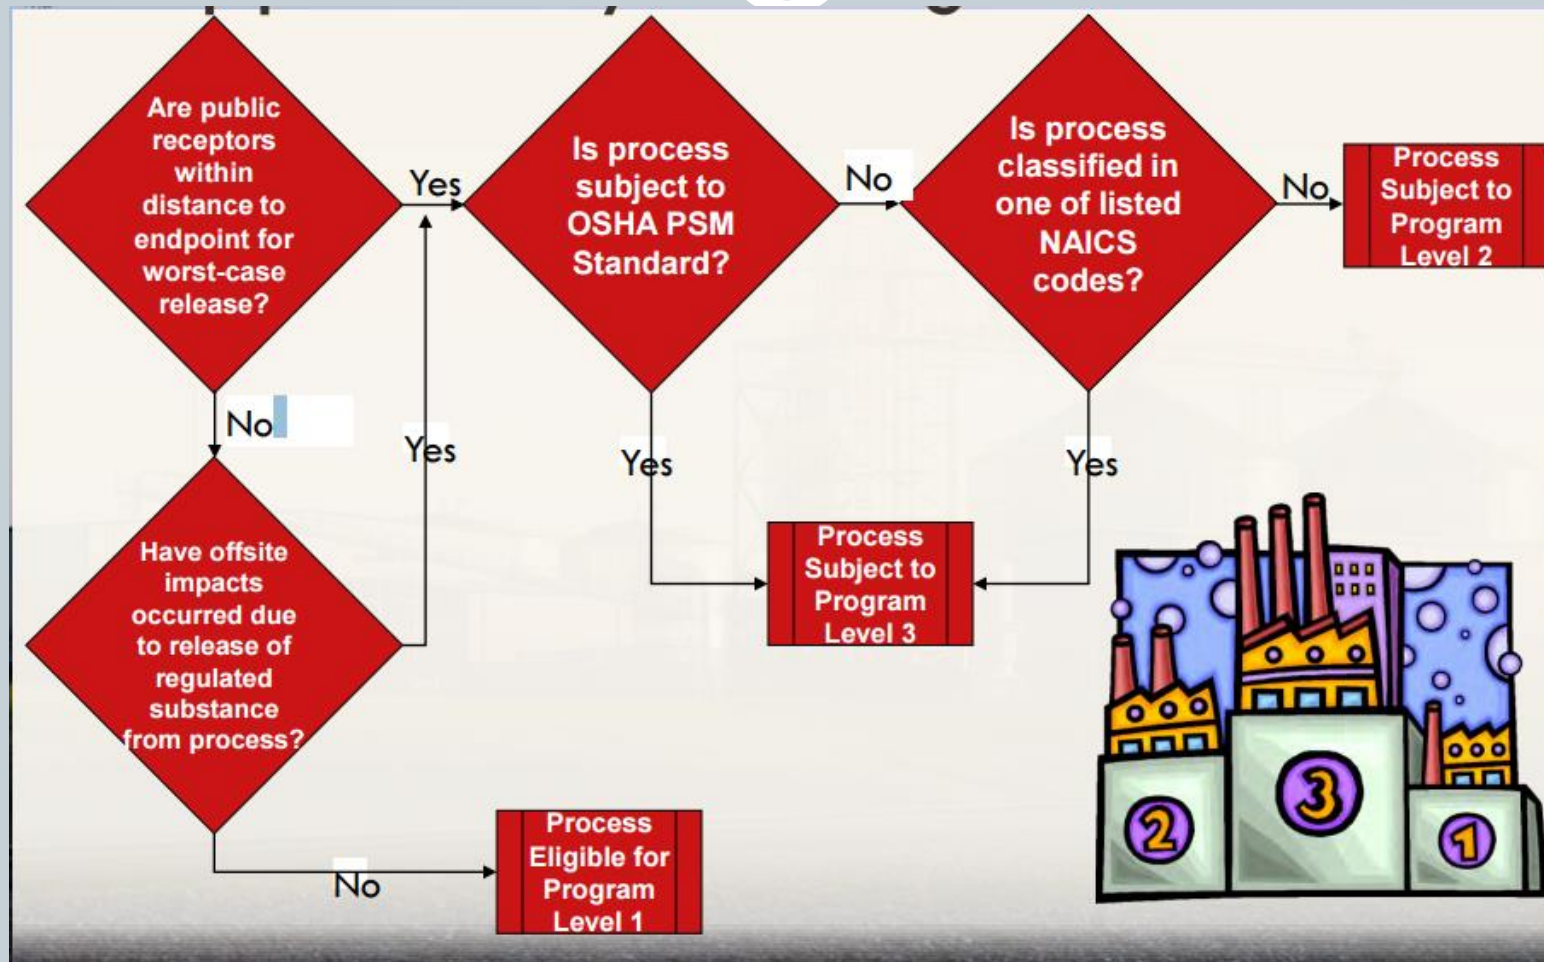 Are public
receptors
within
distance to
endpoint for
worst-case
release?
Yes
Is process
subject to
OSHA PSM
Standard?
No
Is process
classified in
one of listed
NAICS
codes?
No
Process
Subject to
Program
Level 2
No
Yes
Yes
Yes
Have offsite
impacts
occurred due
to release of
regulated
substance
from process?
Process
Subject to
Program
Level 3
No
Process
Eligible for
Program
Level 1
2
3
1